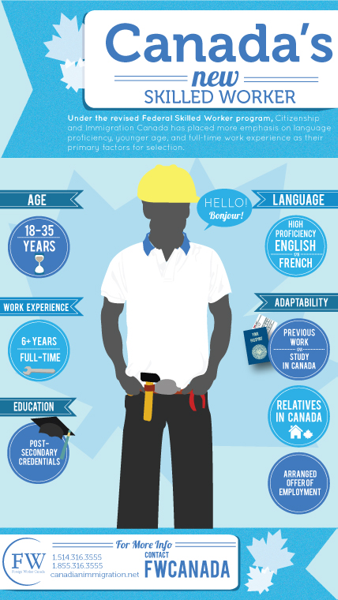 Canada's
new
SKILLED WORKER
Under the revised Federal Skilled Worker program, Citizenship
and Immigration Canada has placed more emphasis on language
proficiency, younger age, and full-time work experience as their
primary factors for selection.
AGE
18-35
YEARS
WORK EXPERIENCE
6+YEARS
FULL-TIME
EDUCATION
POST-
SECONDARY
CREDENTIALS
HELLO!
Bonjour!
LANGUAGE
HIGH
PROFICIENCY
ENGLISH
OR
FRENCH
ADAPTABILITY
PREVIOUS
WORK
OR
STUDY
IN CANADA
RELATIVES
IN CANADA
ARRANGED
OFFER OF
EMPLOYMENT
FW
For More Info
1.514.316.3555
1.855.316.3555
canadianimmigration.net
CONTACT
FWCANADA